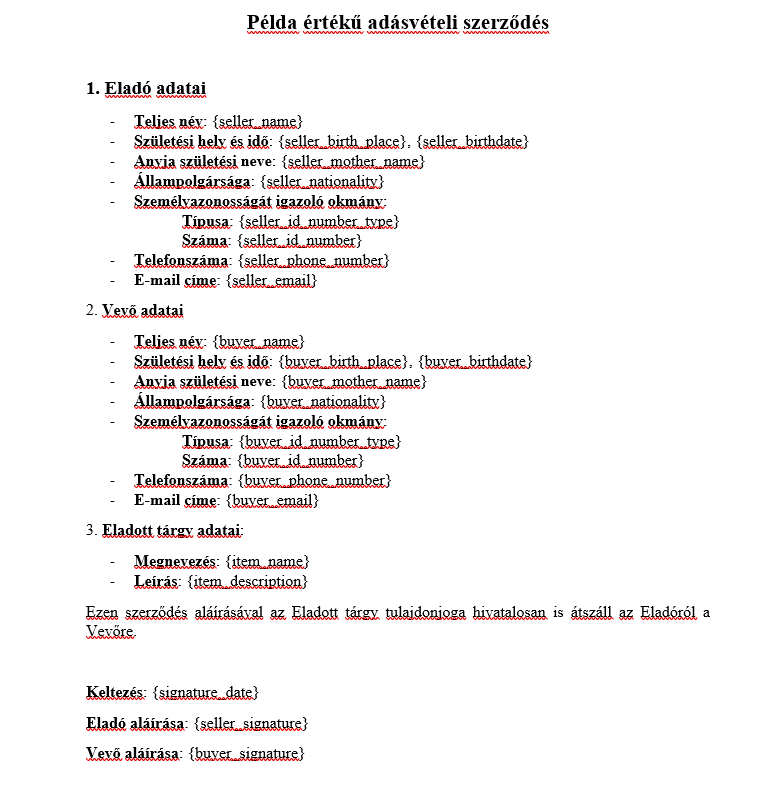 Példa értékű adásvételi szerződés
1. Eladó adatai
- Teljes név: {seller_name}
- Születési hely és idő: {seller_birth_place}, {seller_birthdate}
- Anyja születési neve: {seller_mother_name}
- Állampolgársága: {seller_nationality}
- Személyazonosságát igazoló okmány:
Típusa: {seller_id_number_type}
Száma: {seller_id_number}
- Telefonszáma: {seller_phone_number}
- E-mail címe: {seller_email}
2. Vevő adatai
- Teljes név: {buyer_name}
- Születési hely és idő: {buyer_birth_place}, {buyer_birthdate}
- Anyja születési neve: {buyer_mother_name}
- Állampolgársága: {buyer_nationality}
- Személyazonosságát igazoló okmány:
Típusa: {buyer_id_number_type}
Száma: {buyer_id_number}
- Telefonszáma: {buyer_phone_number}
- E-mail címe: {buyer_email}
3. Eladott tárgy adatai:
- Megnevezés: {item_name}
- Leírás: {item_description}
Ezen szerződés aláírásával az Eladott tárgy tulajdonjoga hivatalosan is átszáll az Eladóról a
Vevőre.
Keltezés: {signature_date}
Eladó aláírása: {seller_signature}
Vevő aláírása: {buyer_signature}